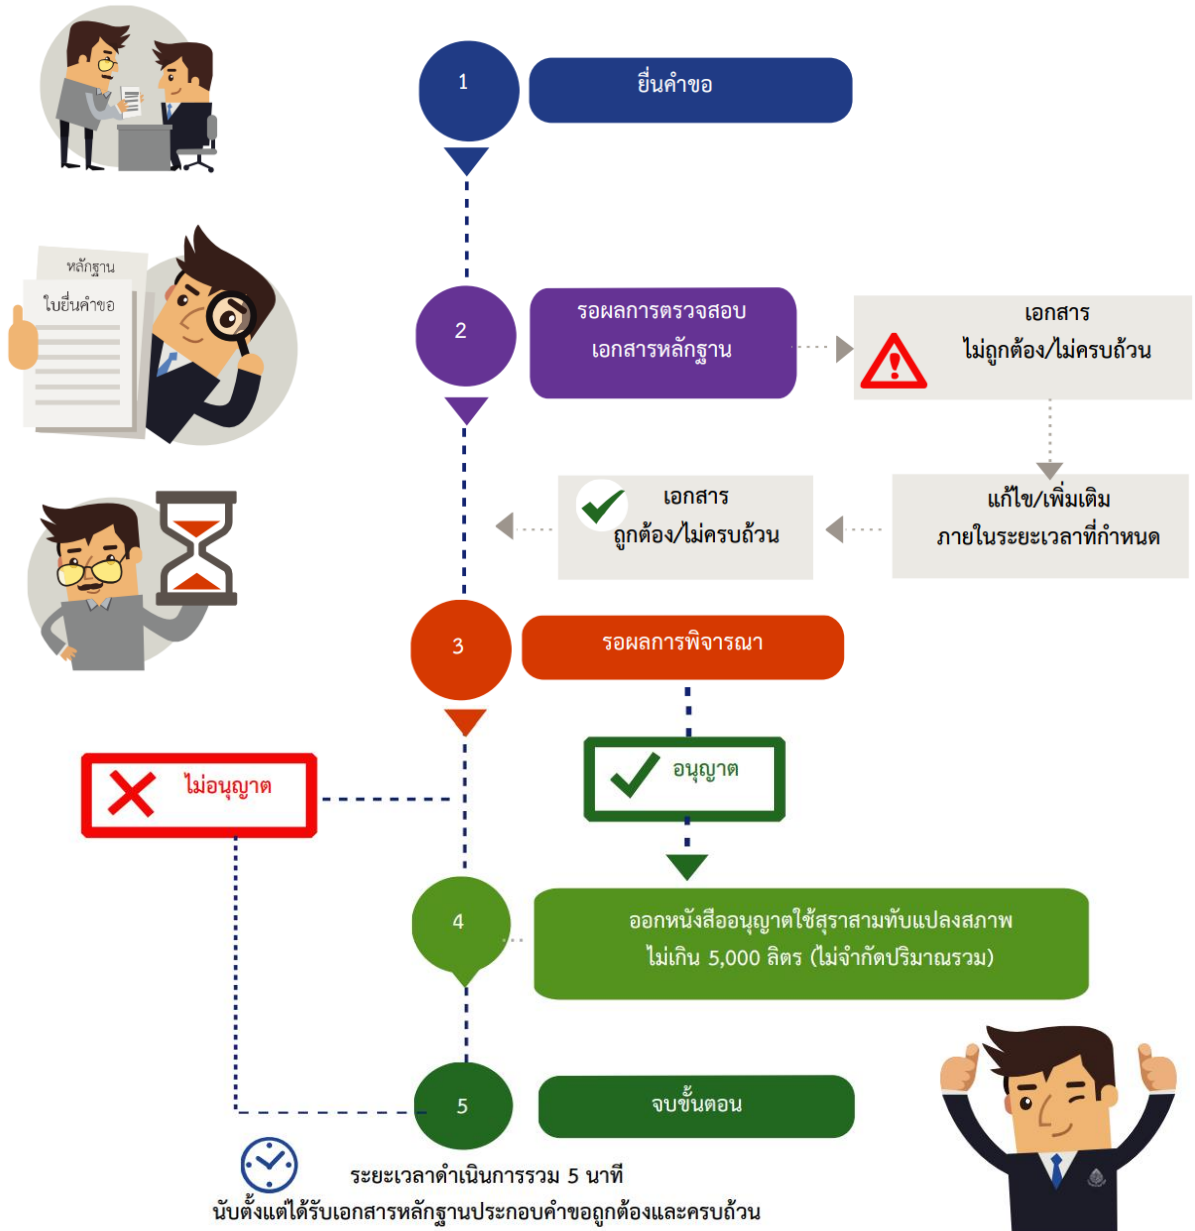 1
ยื่นคำขอ
หลักฐาน
ใบยื่นคำขอ
2
รอผลการตรวจสอบ
เอกสารหลักฐาน
เอกสาร
ไม่ถูกต้อง/ไม่ครบถ้วน
แก้ไข/เพิ่มเติม
ภายในระยะเวลาที่กำหนด
เอกสาร
ถูกต้อง/ไม่ครบถ้วน
3
รอผลการพิจารณา
ไม่อนุญาต
อนุญาต
4
ออกหนังสืออนุญาตใช้สุราสามทับแปลงสภาพ
ไม่เกิน 5,000 ลิตร (ไม่จำกัดปริมาณรวม)
5
จบขั้นตอน
ระยะเวลาดำเนินการรวม 5 นาที
นับตั้งแต่ได้รับเอกสารหลักฐานประกอบคำขอถูกต้องและครบถ้วน